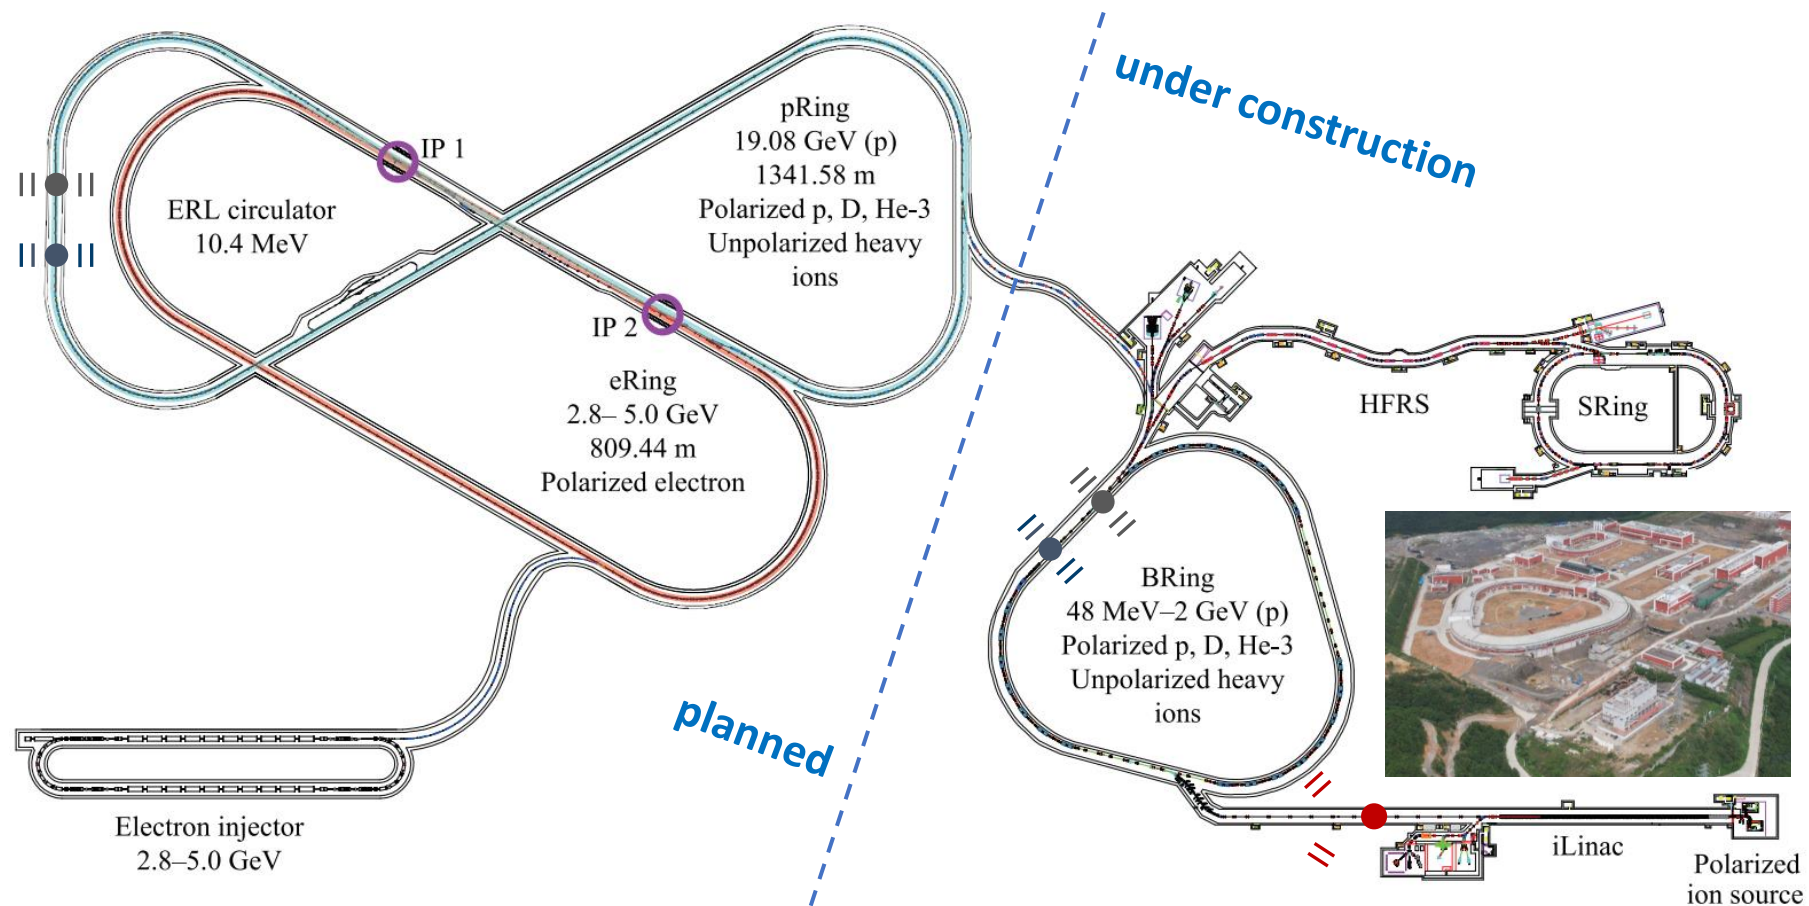 under construction
pRing
19.08 GeV (p)
1341.58 m
Polarized p, D, He-3
Unpolarized heavy
ions
IP 1
ERL circulator
10.4 MeV
IP 2
eRing
2.8– 5.0 GeV
809.44 m
Polarized electron
HFRS
SRing
BRing
48 MeV–2 GeV (p)
Polarized p, D, He-3
Unpolarized heavy
ions
planned
Electron injector
2.8–5.0 GeV
iLinac
Polarized
ion source